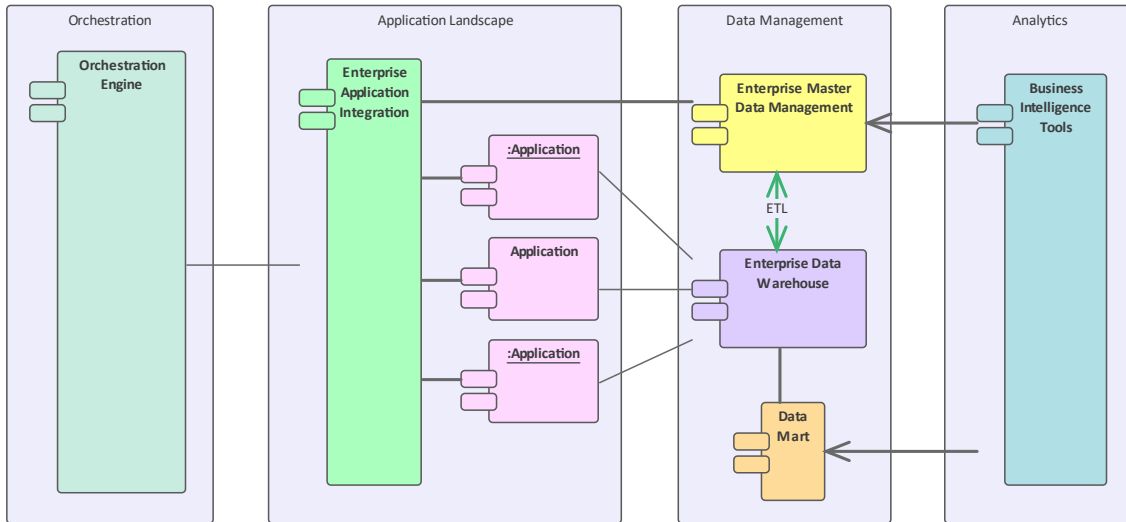 Orchestration
Orchestration
Engine
Application Landscape
Enterprise
Application
Integration
:Application
Application
:Application
Data Management
Enterprise Master
Data Management
ETL
Enterprise Data
Warehouse
Data
Mart
Analytics
Business
Intelligence
Tools